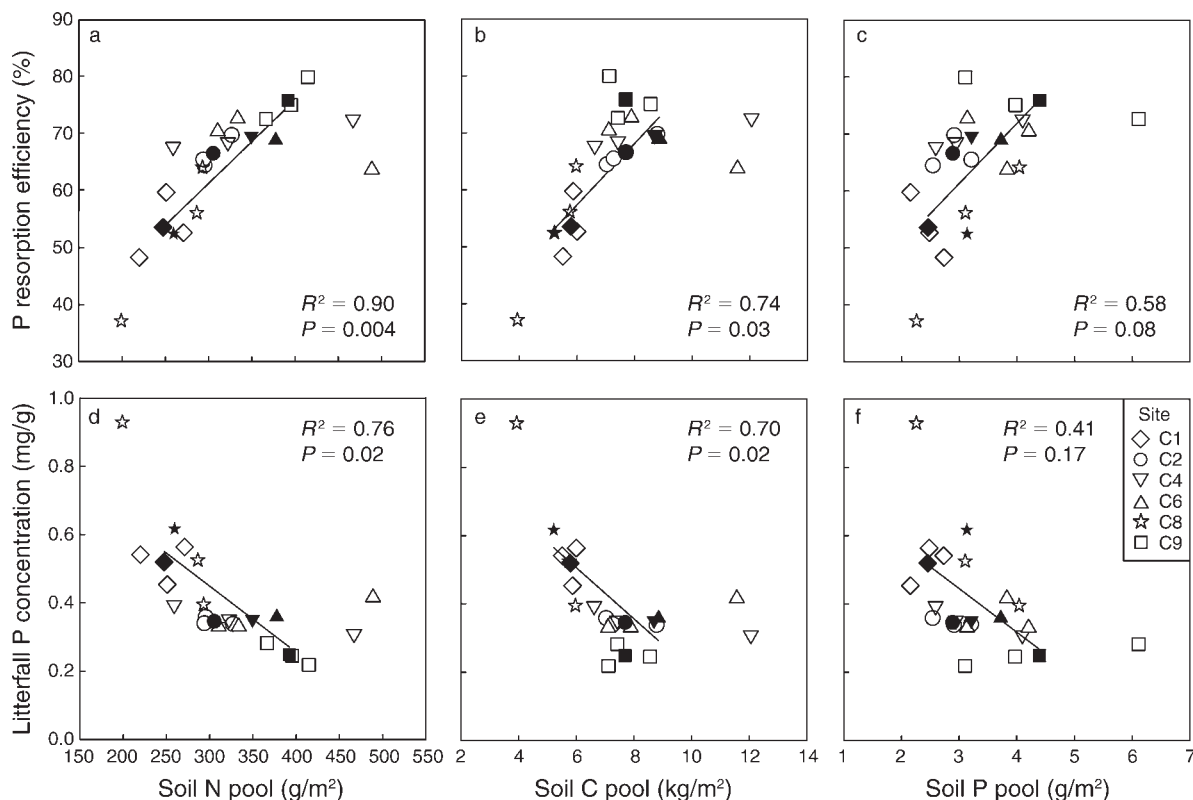 P resorption efficiency (%)
90
80
70
60
50
40
30
a
R² = 0.90
P = 0.004
b
R² = 0.74
P = 0.03
c
R² = 0.58
P = 0.08
Litterfall P concentration (mg/g)
1.0
0.8
0.6
0.4
0.2
0.0
d
R² = 0.76
P = 0.02
e
R² = 0.70
P = 0.02
f
R² = 0.41
P = 0.17
Site
C1
C2
C4
C6
C8
C9
150 200 250 300 350 400 450 500 550
2 4 6 8 10 12 14
1 2 3 4 5 6 7
Soil N pool (g/m²)
Soil C pool (kg/m²)
Soil P pool (g/m²)